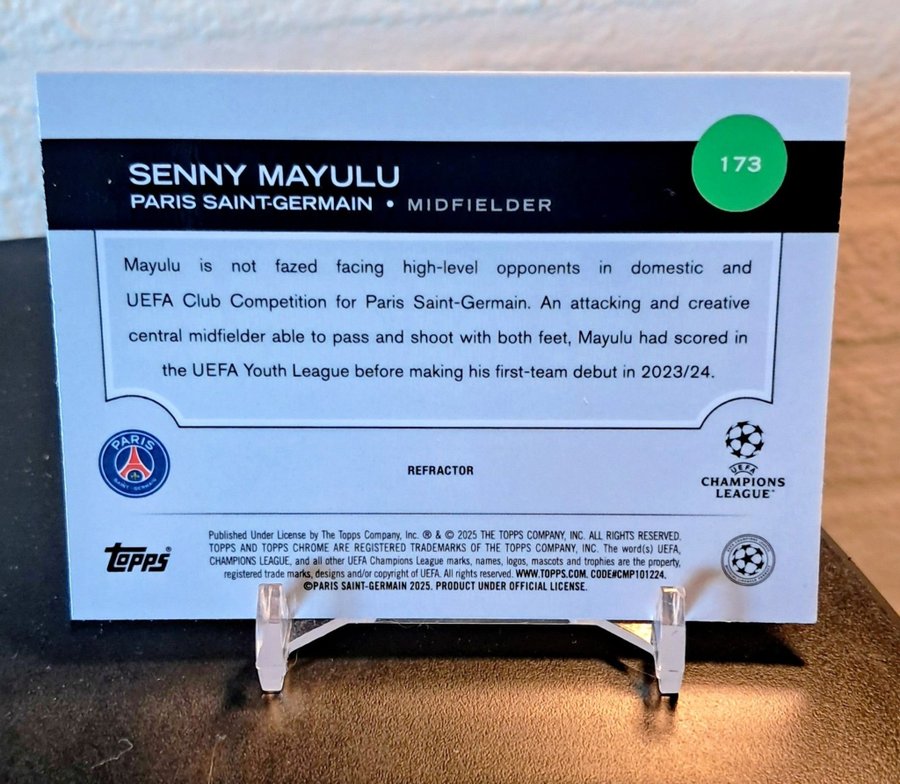 SENNY MAYULU
173
PARIS SAINT-GERMAIN • MIDFIELDER
Mayulu is not fazed facing high-level opponents in domestic and
UEFA Club Competition for Paris Saint-Germain. An attacking and creative
central midfielder able to pass and shoot with both feet, Mayulu had scored in
the UEFA Youth League before making his first-team debut in 2023/24.
PARIS
SAINT-GERMAIN
REFRACTOR
UEFA
CHAMPIONS
LEAGUE
topps®
Published Under License by The Topps Company, Inc. ® & © 2025 THE TOPPS COMPANY, INC. ALL RIGHTS RESERVED.
TOPPS AND TOPPS CHROME ARE REGISTERED TRADEMARKS OF THE TOPPS COMPANY, INC. The word(s) UEFA,
CHAMPIONS LEAGUE, and all other UEFA Champions League marks, names, logos, mascots and trophies are the property,
registered trade marks, designs and/or copyright of UEFA. All rights reserved. WWW.TOPPS.COM. CODE#CMP101224.
©PARIS SAINT-GERMAIN 2025. PRODUCT UNDER OFFICIAL LICENSE.